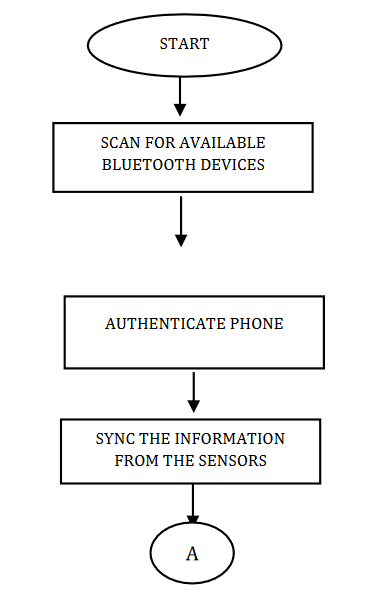 START
SCAN FOR AVAILABLE
BLUETOOTH DEVICES
AUTHENTICATE PHONE
SYNC THE INFORMATION
FROM THE SENSORS
A